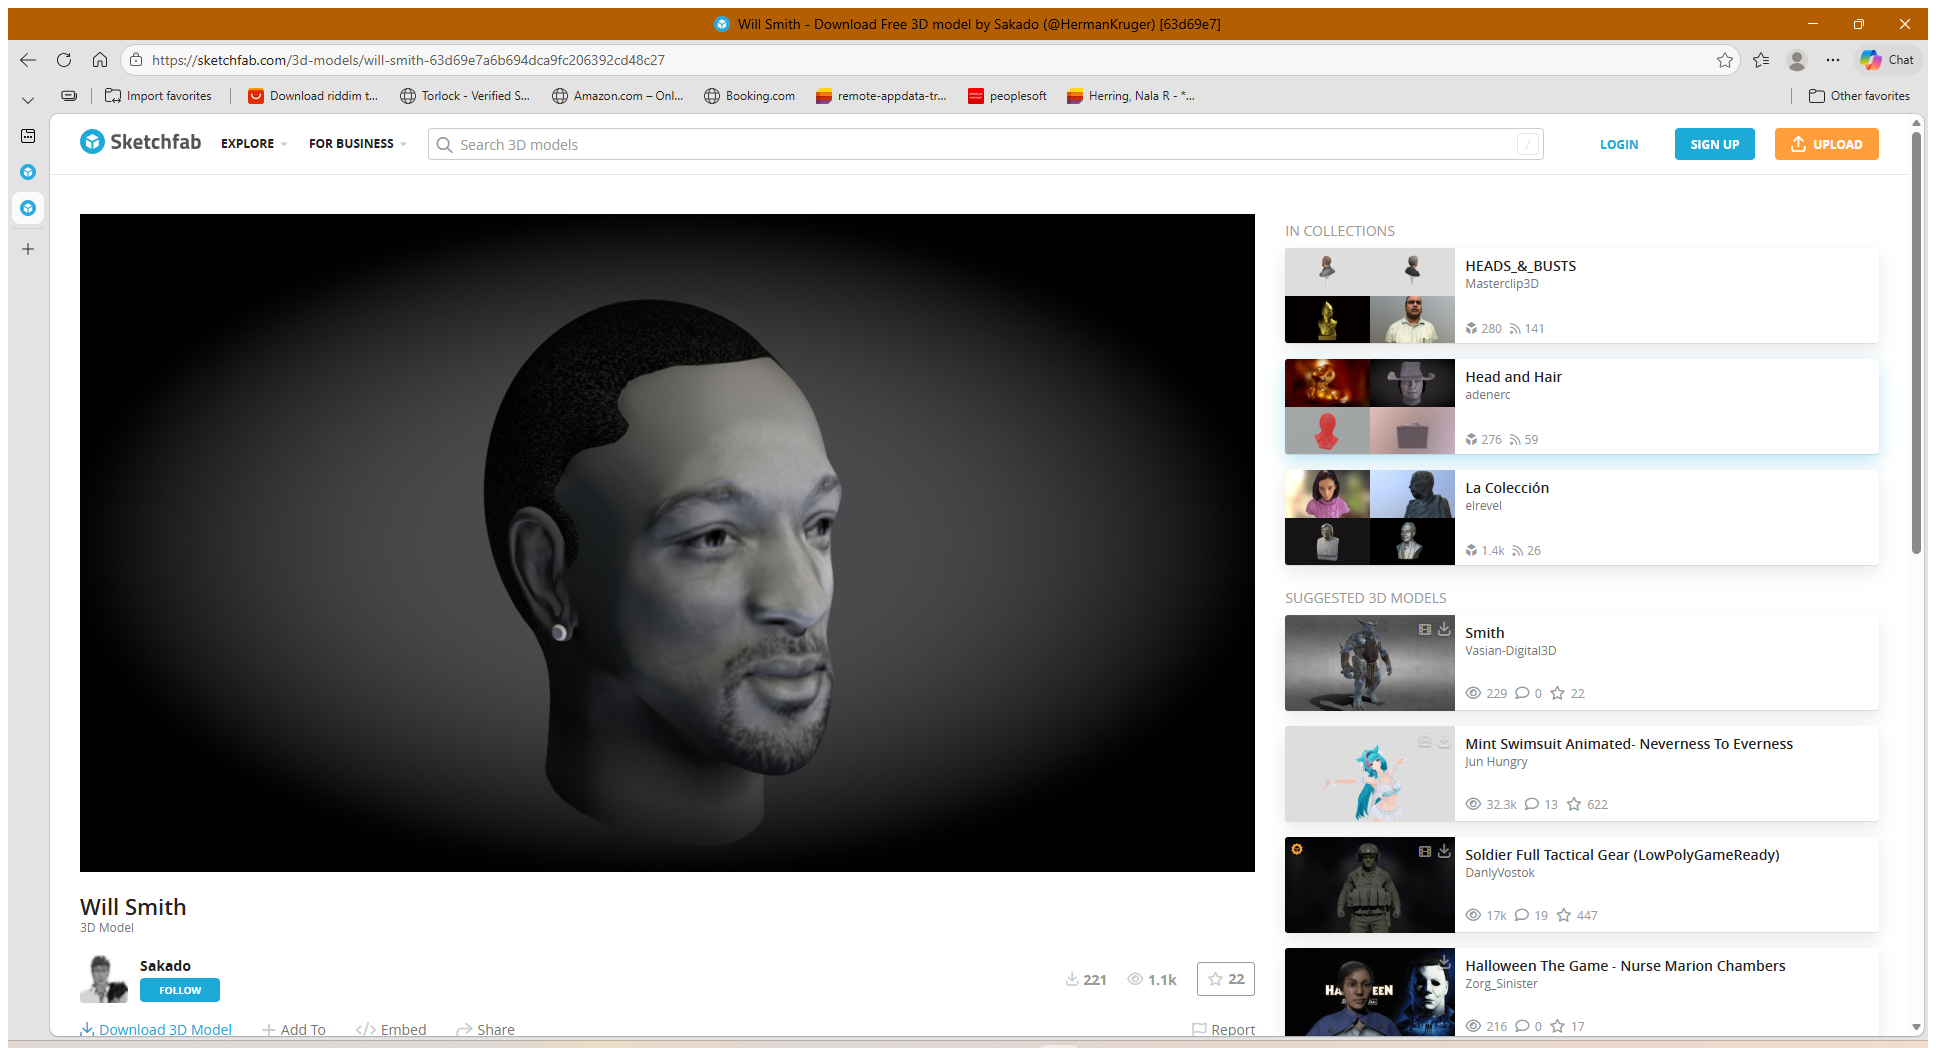 Will Smith - Download Free 3D model by Sakado (@HermanKruger) [63d69e7]
https://sketchfab.com/3d-models/will-smith-63d69e7a6b694dca9fc206392cd48c27
Chat
Import favorites
Download riddim t...
Torlock - Verified S...
Amazon.com – Onl...
Booking.com
remote-appdata-tr...
peoplesoft
Herring, Nala R - *...
Other favorites
Sketchfab
EXPLORE
FOR BUSINESS
Search 3D models
/
LOGIN
SIGN UP
UPLOAD
Will Smith
3D Model
Sakado
FOLLOW
221
1.1k
22
Download 3D Model
Add To
Embed
Share
Report
IN COLLECTIONS
HEADS_&_BUSTS
Masterclip3D
280 141
Head and Hair
adenerc
276 59
La Colección
elrevel
1.4k 26
SUGGESTED 3D MODELS
Smith
Vasian-Digital3D
229 0 22
Mint Swimsuit Animated- Neverness To Everness
Jun Hungry
32.3k 13 622
Soldier Full Tactical Gear (LowPolyGameReady)
DanlyVostok
17k 19 447
Halloween The Game - Nurse Marion Chambers
Zorg_Sinister
216 0 17